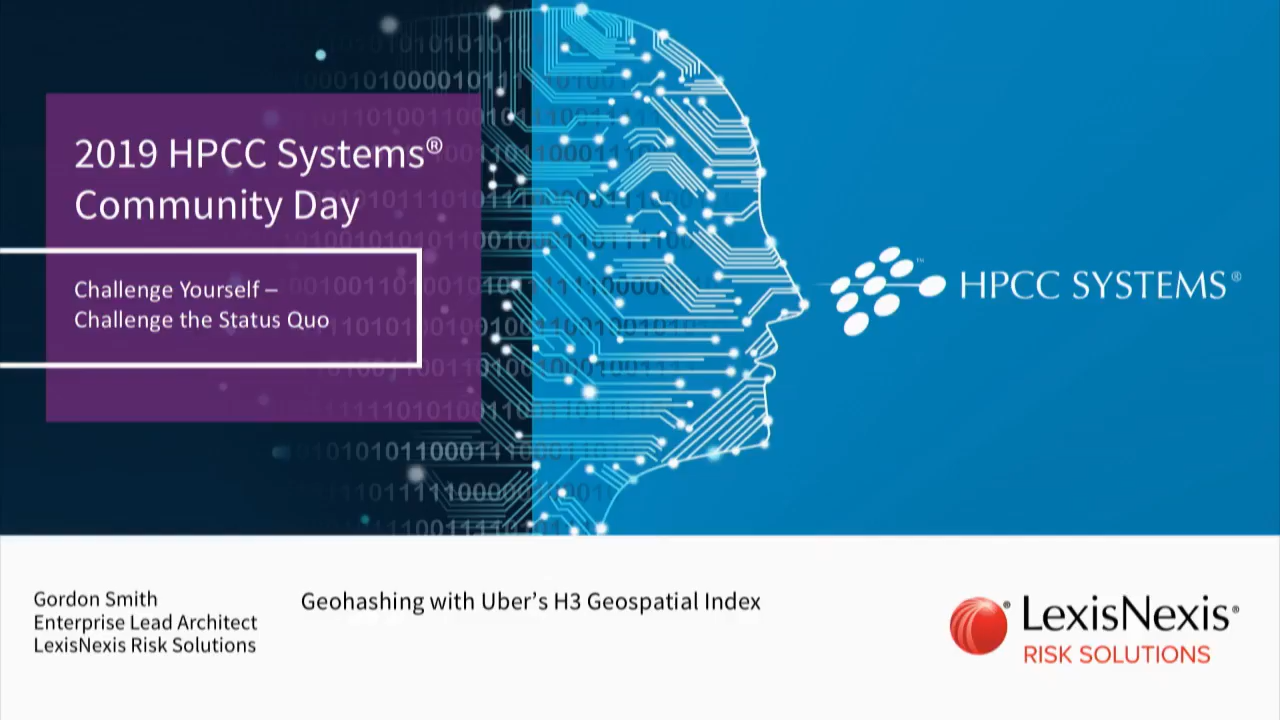 2019 HPCC Systems®
Community Day
Challenge Yourself –
Challenge the Status Quo
HPCC SYSTEMS®
Gordon Smith
Enterprise Lead Architect
LexisNexis Risk Solutions
Geohashing with Uber’s H3 Geospatial Index
LexisNexis®
RISK SOLUTIONS